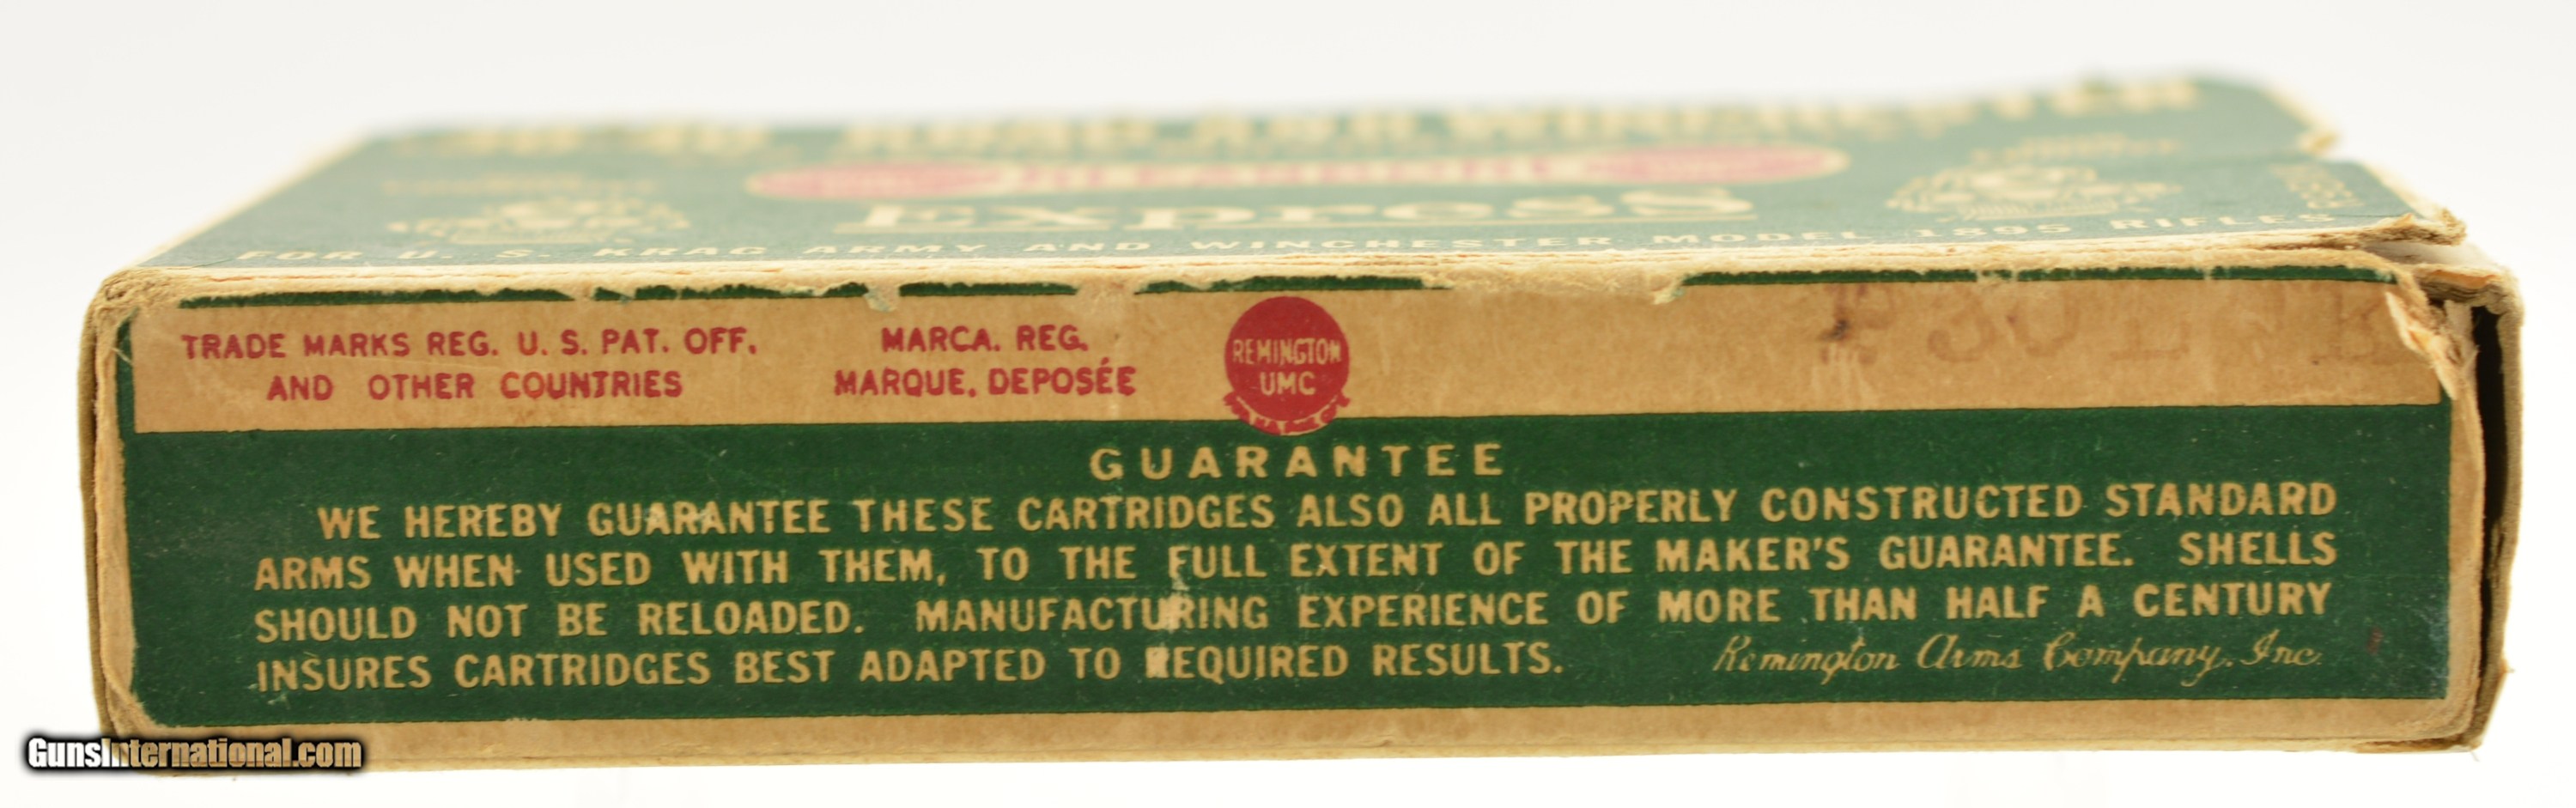 KRAG AND WINCHESTER
Express
FOR U. S. KRAG ARMY AND WINCHESTER MODEL 1895 RIFLES
TRADE MARKS REG. U. S. PAT. OFF.
AND OTHER COUNTRIES
MARCA. REG.
MARQUE. DEPOSÉE
REMINGTON
UMC
GUARANTEE
WE HEREBY GUARANTEE THESE CARTRIDGES ALSO ALL PROPERLY CONSTRUCTED STANDARD
ARMS WHEN USED WITH THEM, TO THE FULL EXTENT OF THE MAKER'S GUARANTEE. SHELLS
SHOULD NOT BE RELOADED. MANUFACTURING EXPERIENCE OF MORE THAN HALF A CENTURY
INSURES CARTRIDGES BEST ADAPTED TO REQUIRED RESULTS.
Remington Arms Company, Inc.
GunsInternational.com